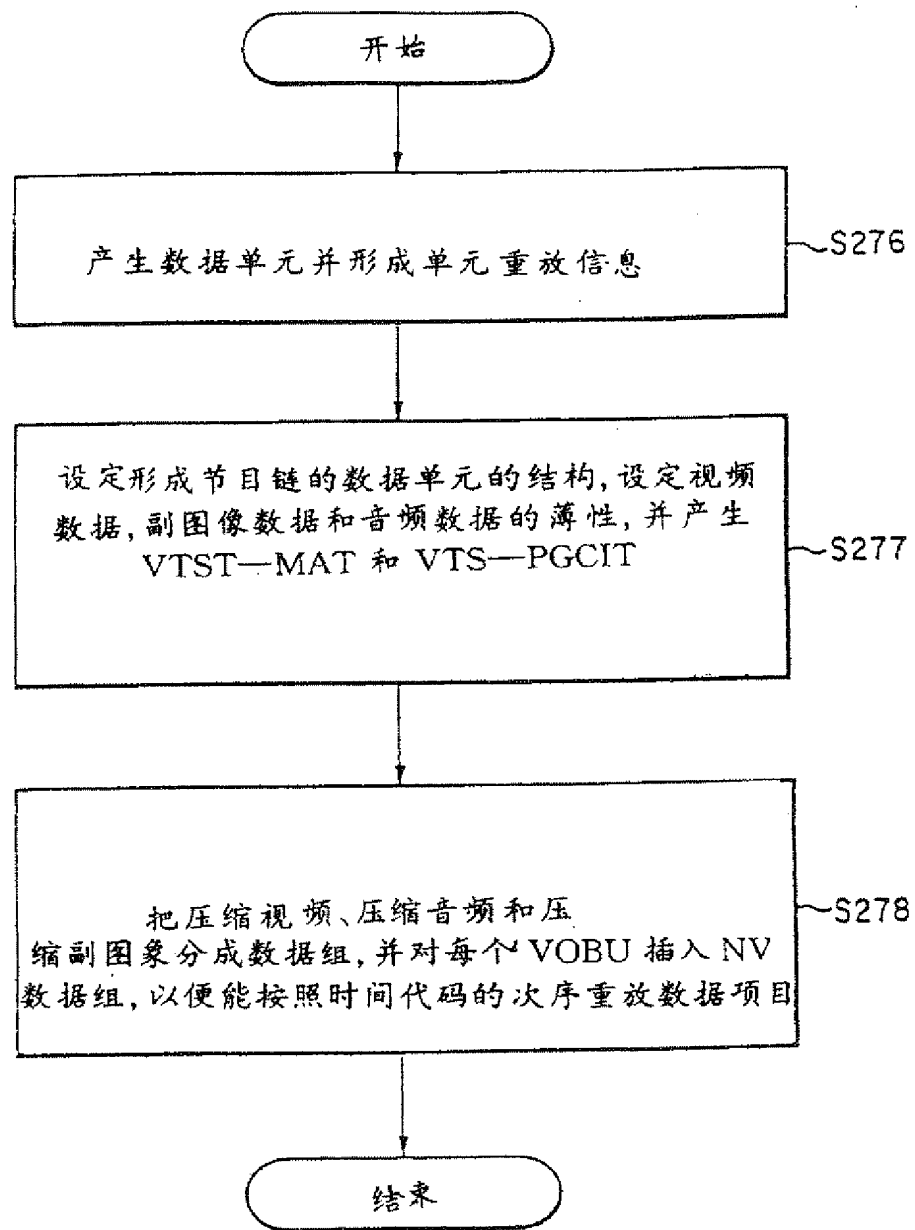 开始
产生数据单元并形成单元重放信息
S276
设定形成节目链的数据单元的结构,设定视频
数据,副图像数据和音频数据的薄性,并产生
VTST—MAT 和 VTS—PGCIT
S277
把压缩视频、压缩音频和压
缩副图象分成数据组,并对每个 VOBU 插入 NV
数据组,以便能按照时间代码的次序重放数据项目
S278
结束